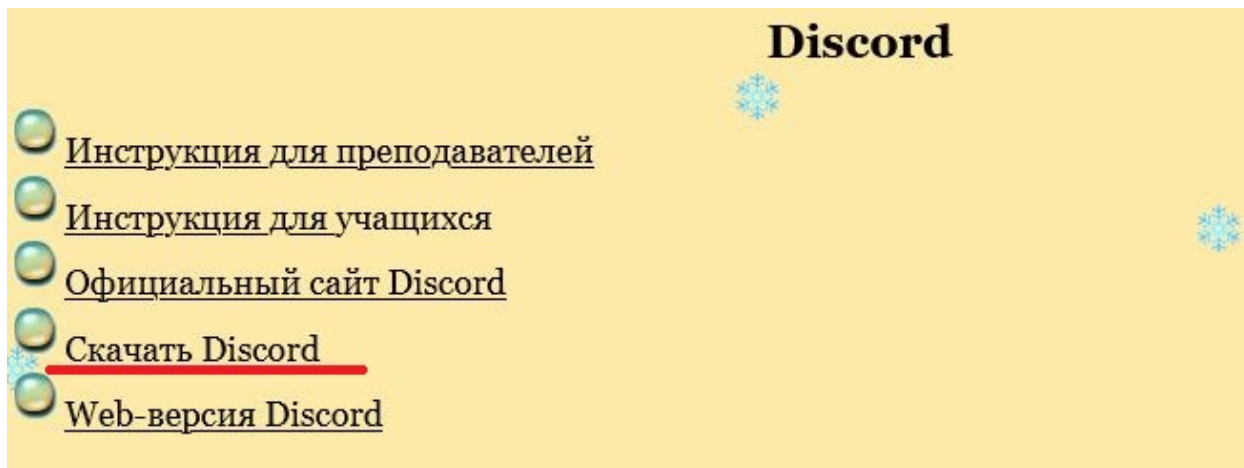 Discord
Инструкция для преподавателей
Инструкция для учащихся
Официальный сайт Discord
Скачать Discord
Web-версия Discord